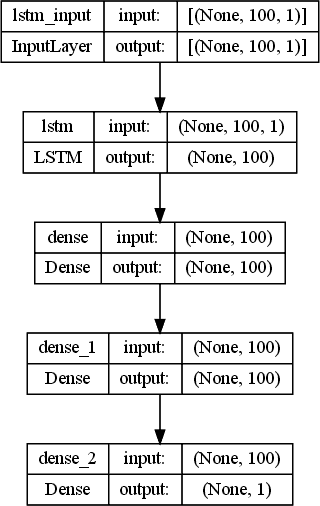 lstm_input input: [(None, 100, 1)]
InputLayer output: [(None, 100, 1)]
lstm input: (None, 100, 1)
LSTM output: (None, 100)
dense input: (None, 100)
Dense output: (None, 100)
dense_1 input: (None, 100)
Dense output: (None, 100)
dense_2 input: (None, 100)
Dense output: (None, 1)